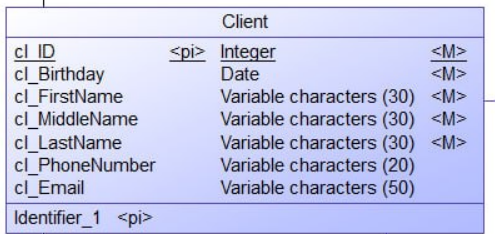 Client
cl_ID <pi> Integer <M>
cl_Birthday Date <M>
cl_FirstName Variable characters (30) <M>
cl_MiddleName Variable characters (30) <M>
cl_LastName Variable characters (30) <M>
cl_PhoneNumber Variable characters (20)
cl_Email Variable characters (50)
Identifier_1 <pi>